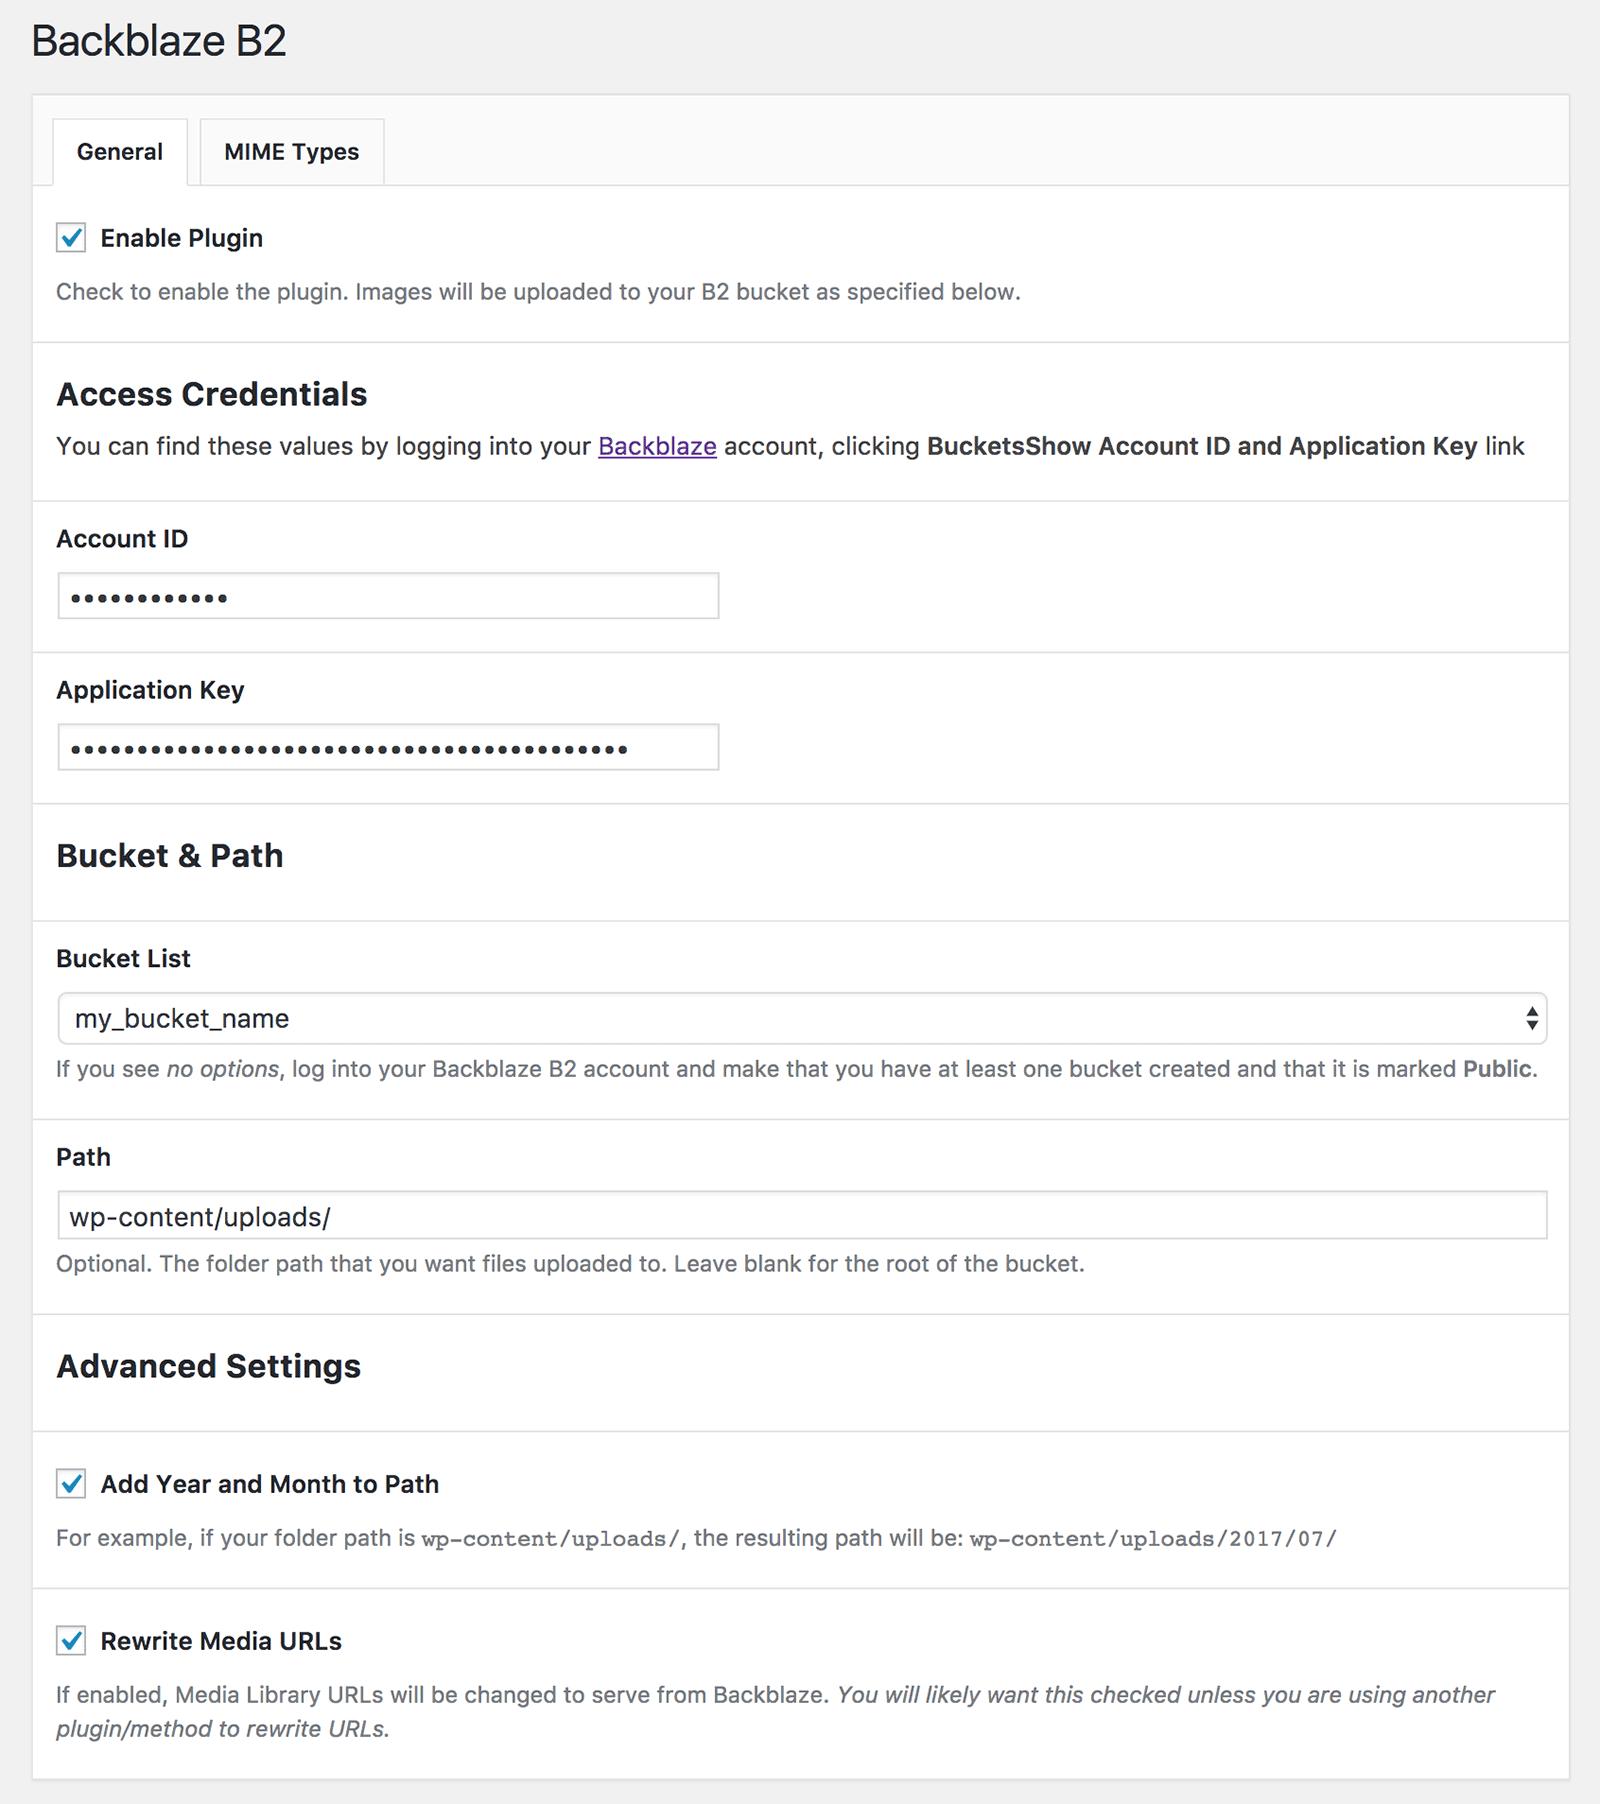 Backblaze B2
General
MIME Types
Enable Plugin
Check to enable the plugin. Images will be uploaded to your B2 bucket as specified below.
Access Credentials
You can find these values by logging into your Backblaze account, clicking BucketsShow Account ID and Application Key link
Account ID
••••••••••••
Application Key
••••••••••••••••••••••••••••••••••••••••••
Bucket & Path
Bucket List
my_bucket_name
If you see no options, log into your Backblaze B2 account and make that you have at least one bucket created and that it is marked Public.
Path
wp-content/uploads/
Optional. The folder path that you want files uploaded to. Leave blank for the root of the bucket.
Advanced Settings
Add Year and Month to Path
For example, if your folder path is wp-content/uploads/, the resulting path will be: wp-content/uploads/2017/07/
Rewrite Media URLs
If enabled, Media Library URLs will be changed to serve from Backblaze. You will likely want this checked unless you are using another
plugin/method to rewrite URLs.